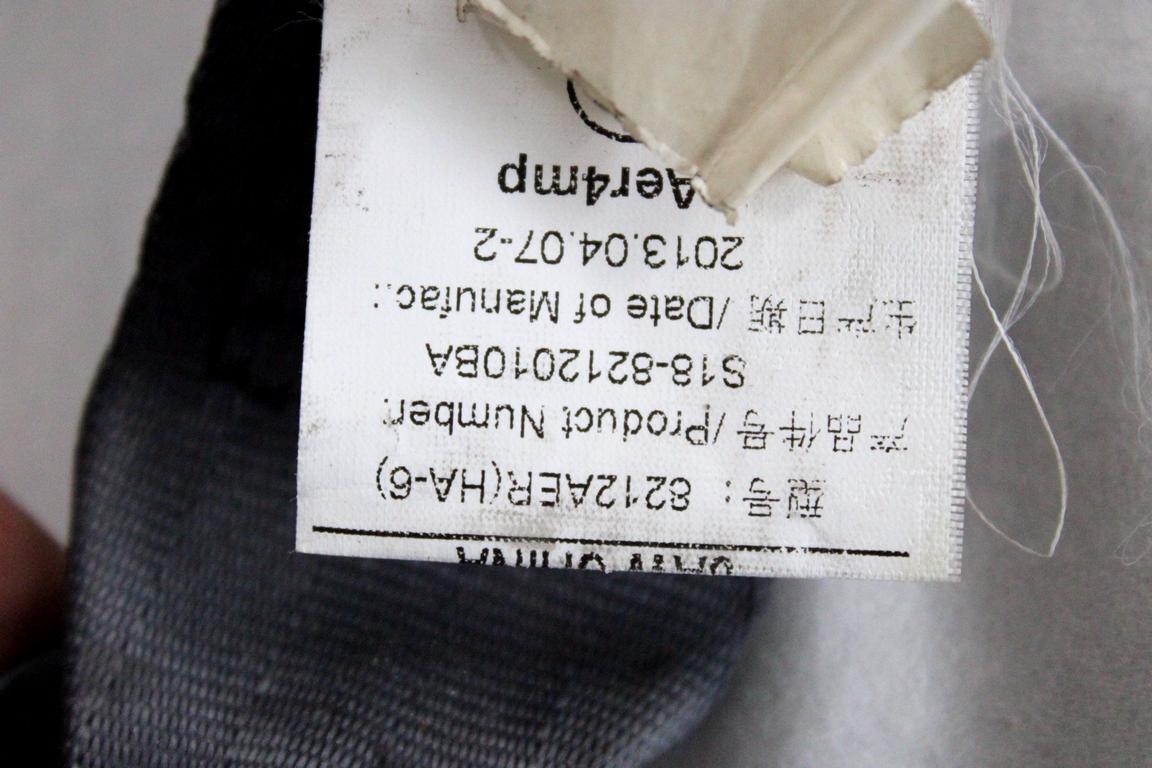 型号：8212AER(HA-6)
产品件号/Product Number:
S18-8212010BA
生产日期/Date of Manufac.:
2013.04.07-2
Aer4mp